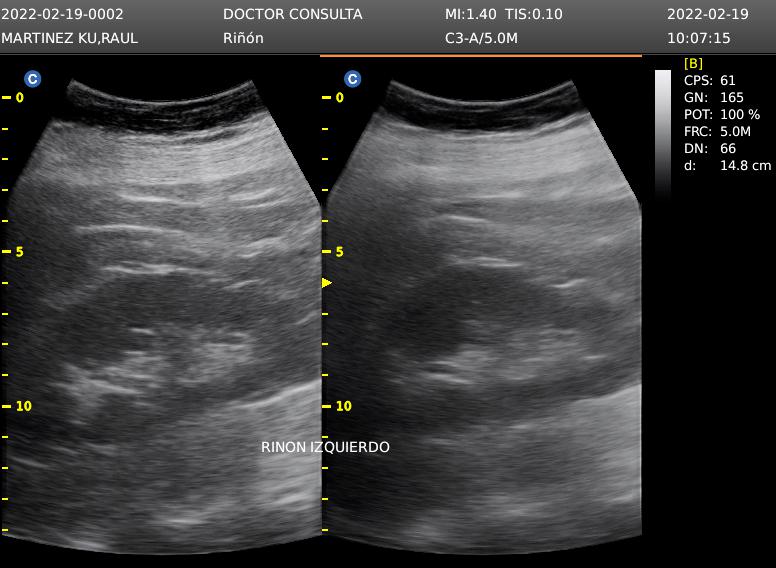 2022-02-19-0002 DOCTOR CONSULTA MI:1.40 TIS:0.10 2022-02-19
MARTINEZ KU,RAUL Riñón C3-A/5.0M 10:07:15
[B]
C C CPS: 61
0 0 GN: 165
POT: 100 %
FRC: 5.0M
DN: 66
d: 14.8 cm
5 5
10 10
RINON IZQUIERDO